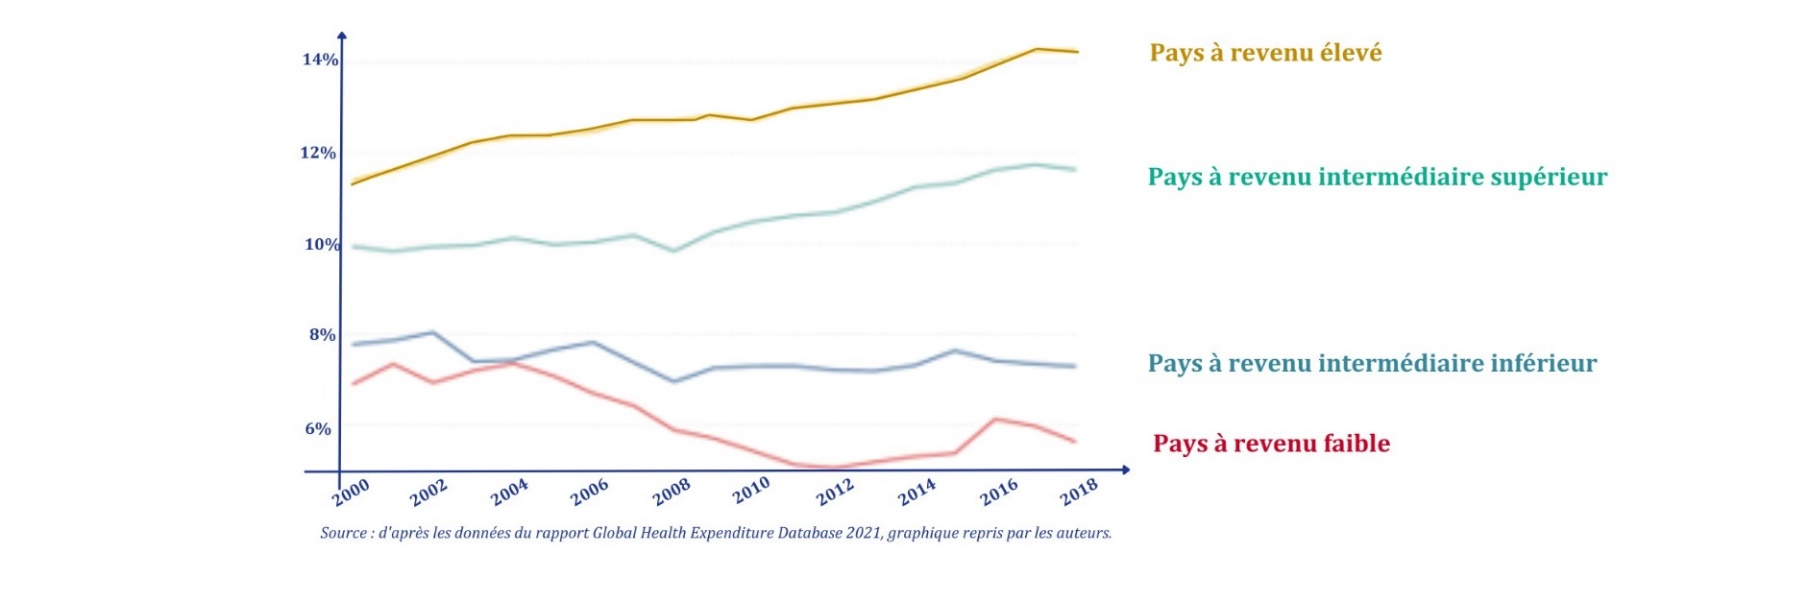 14%
Pays à revenu élevé
12%
Pays à revenu intermédiaire supérieur
10%
8%
Pays à revenu intermédiaire inférieur
6%
Pays à revenu faible
2000 2002 2004 2006 2008 2010 2012 2014 2016 2018
Source : d'après les données du rapport Global Health Expenditure Database 2021, graphique repris par les auteurs.